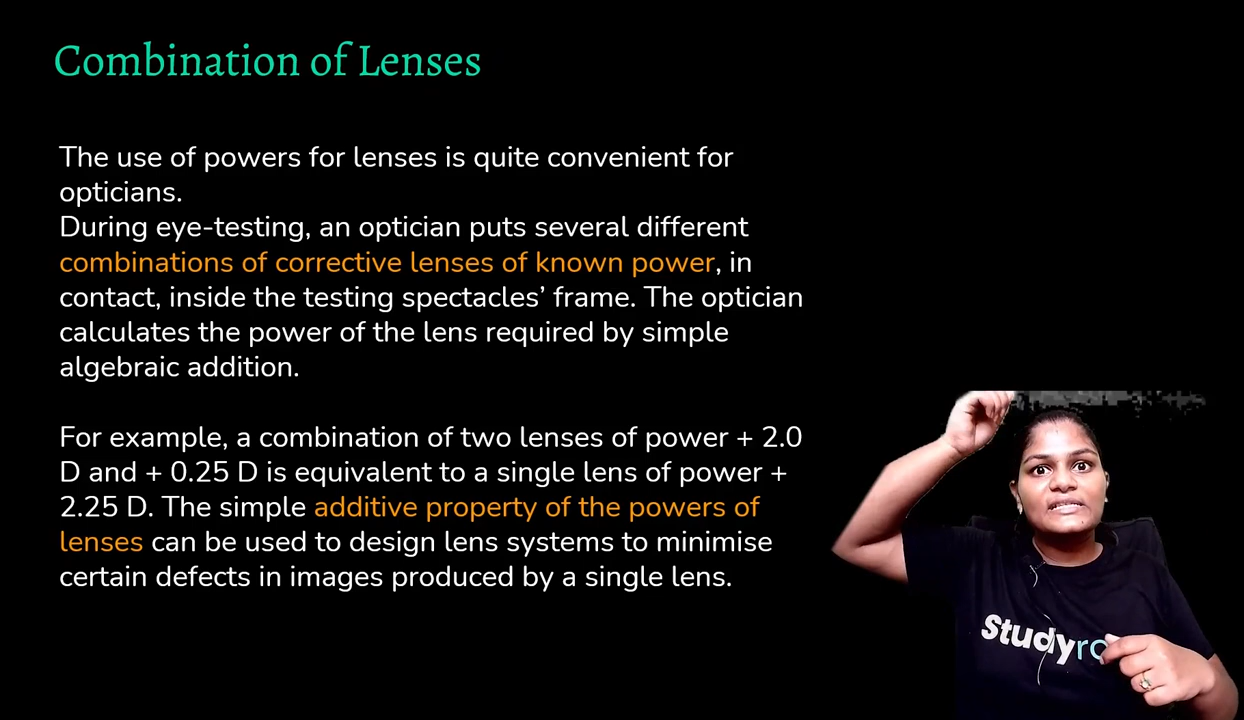 Combination of Lenses
The use of powers for lenses is quite convenient for
opticians.
During eye-testing, an optician puts several different
combinations of corrective lenses of known power, in
contact, inside the testing spectacles’ frame. The optician
calculates the power of the lens required by simple
algebraic addition.
For example, a combination of two lenses of power + 2.0
D and + 0.25 D is equivalent to a single lens of power +
2.25 D. The simple additive property of the powers of
lenses can be used to design lens systems to minimise
certain defects in images produced by a single lens.
Studyro